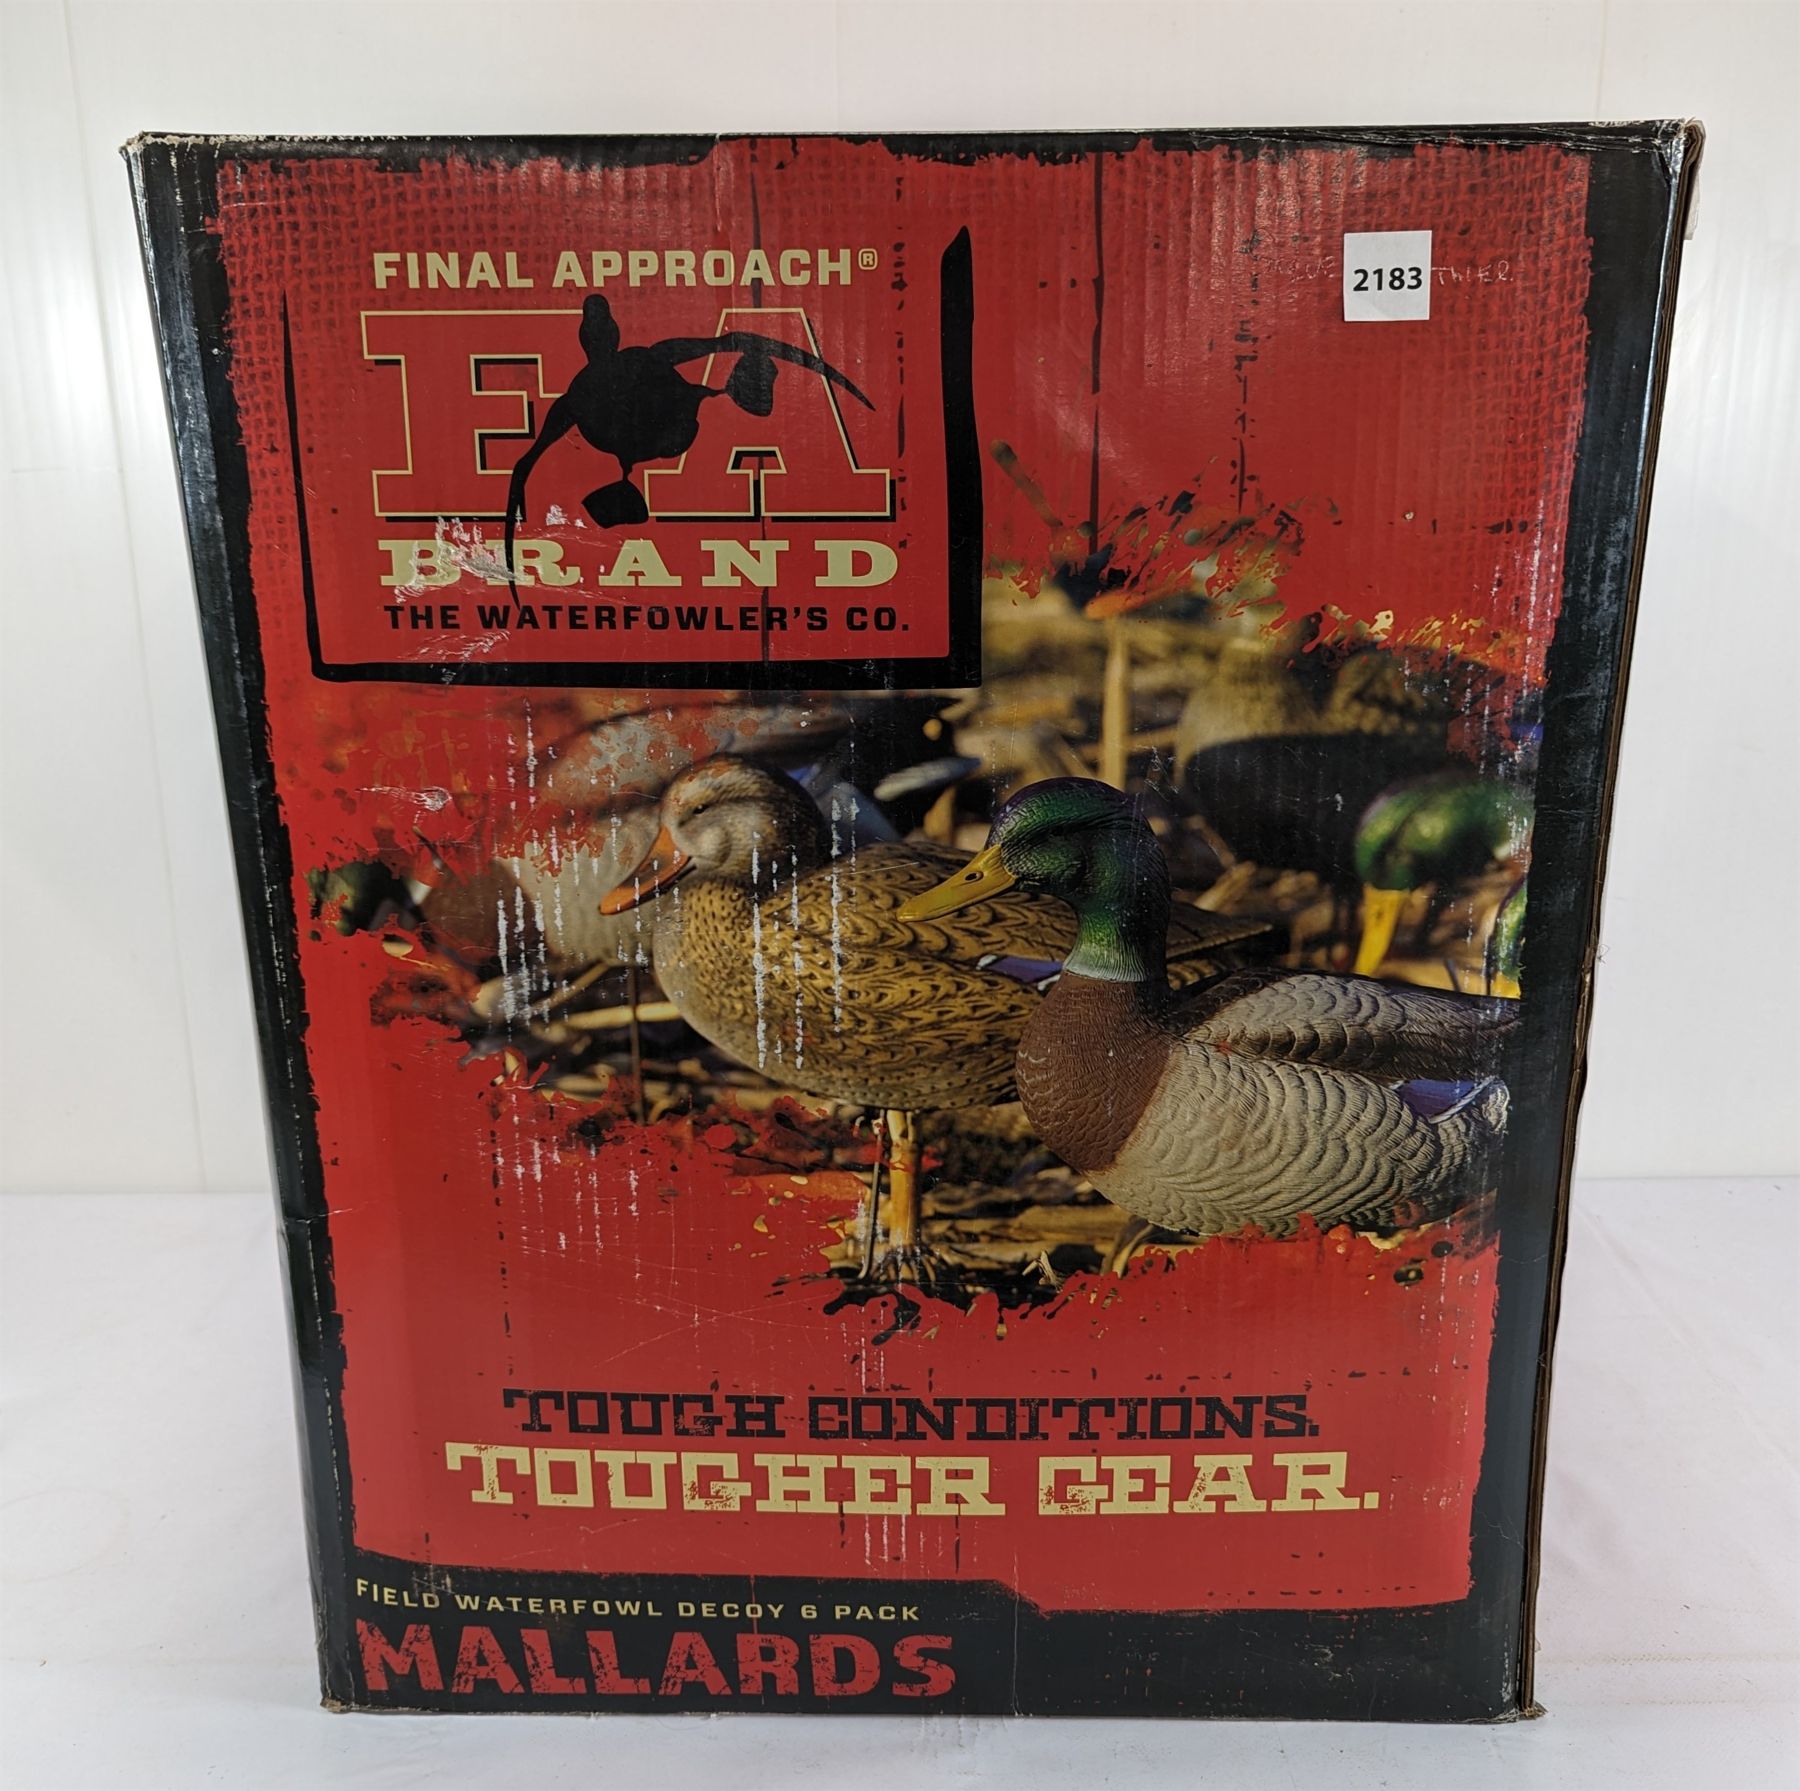 FINAL APPROACH®
FA
BRAND
THE WATERFOWLER'S CO.
2183
TOUGH CONDITIONS.
TOUGHER GEAR.
FIELD WATERFOWL DECOY 6 PACK
MALLARDS